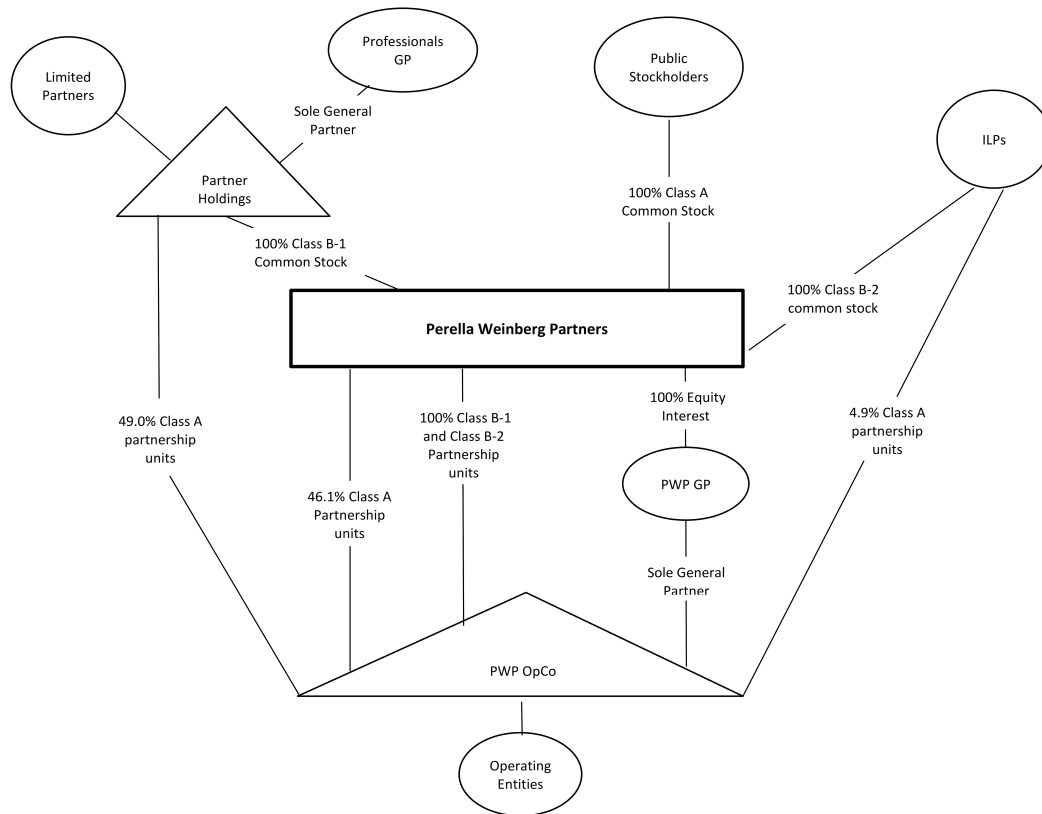 Professionals
GP
Limited
Partners
Public
Stockholders
Sole General
Partner
ILPs
Partner
Holdings
100% Class A
Common Stock
100% Class B-1
Common Stock
100% Class B-2
common stock
Perella Weinberg Partners
49.0% Class A
partnership
units
100% Class B-1
and Class B-2
Partnership
units
100% Equity
Interest
4.9% Class A
partnership
units
PWP GP
46.1% Class A
Partnership
units
Sole General
Partner
PWP OpCo
Operating
Entities